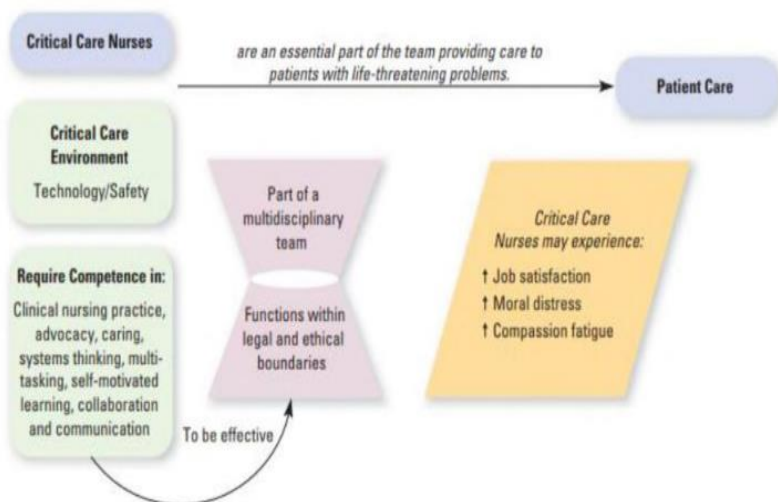 Critical Care Nurses
are an essential part of the team providing care to
patients with life-threatening problems.
Patient Care
Critical Care
Environment
Technology/Safety
Part of a
multidisciplinary
team
Functions within
legal and ethical
boundaries
Critical Care
Nurses may experience:
↑ Job satisfaction
↑ Moral distress
↑ Compassion fatigue
Require Competence in:
Clinical nursing practice,
advocacy, caring,
systems thinking, multi-
tasking, self-motivated
learning, collaboration
and communication
To be effective